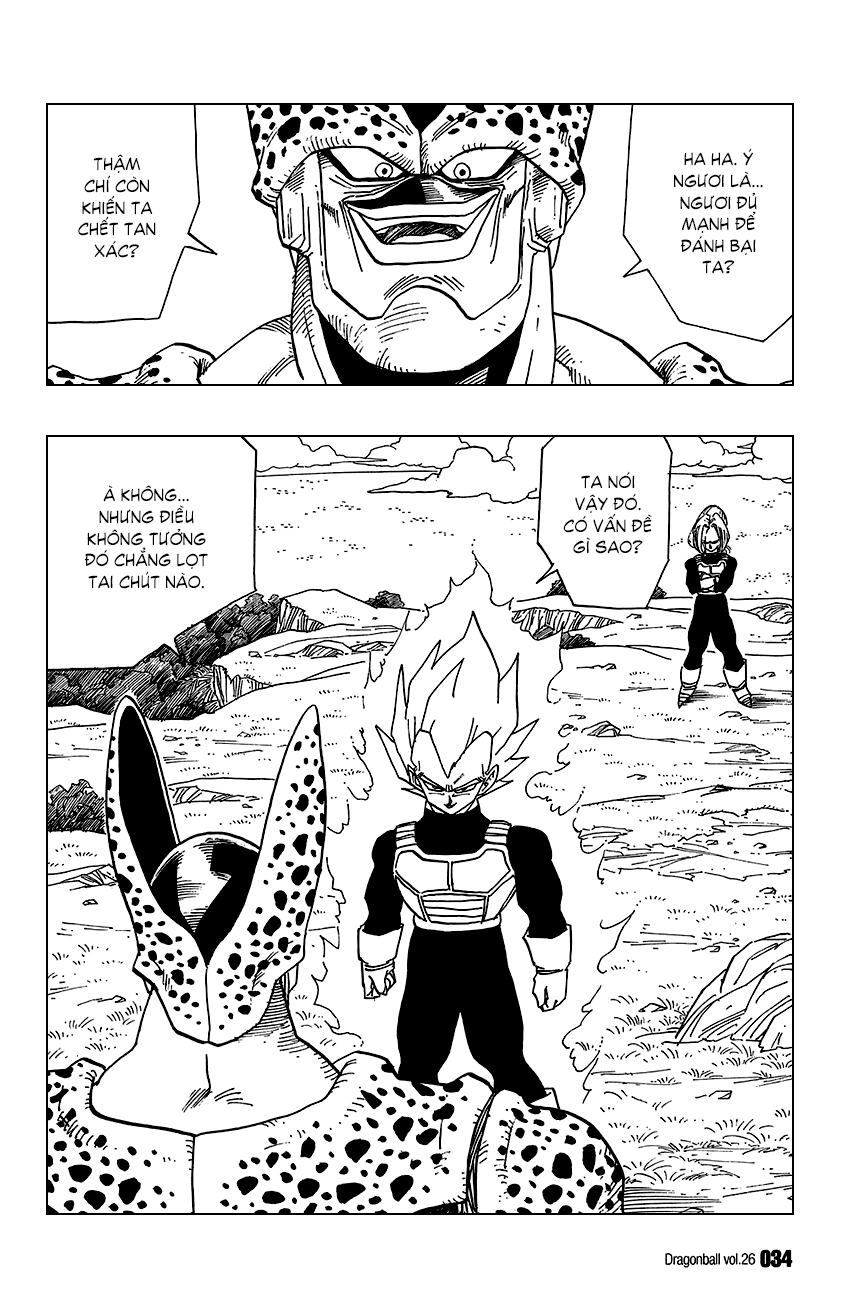 HA HA. Ý
NGƯƠI LÀ...
NGƯƠI ĐỦ
MẠNH ĐỂ
ĐÁNH BẠI
TA?
THẬM
CHÍ CÒN
KHIẾN TA
CHẾT TAN
XÁC?
TA NÓI
VẬY ĐÓ.
CÓ VẤN ĐỀ
GÌ SAO?
À KHÔNG...
NHƯNG ĐIỀU
KHÔNG TƯỞNG
ĐÓ CHẲNG LỌT
TAI CHÚT NÀO.
Dragonball vol.26 034